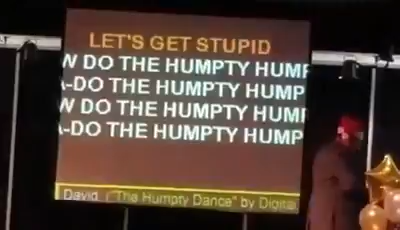 LET'S GET STUPID
W DO THE HUMPTY HUMP
A-DO THE HUMPTY HUMP
W DO THE HUMPTY HUMP
A-DO THE HUMPTY HUMP
David, "The Humpty Dance" by Digital